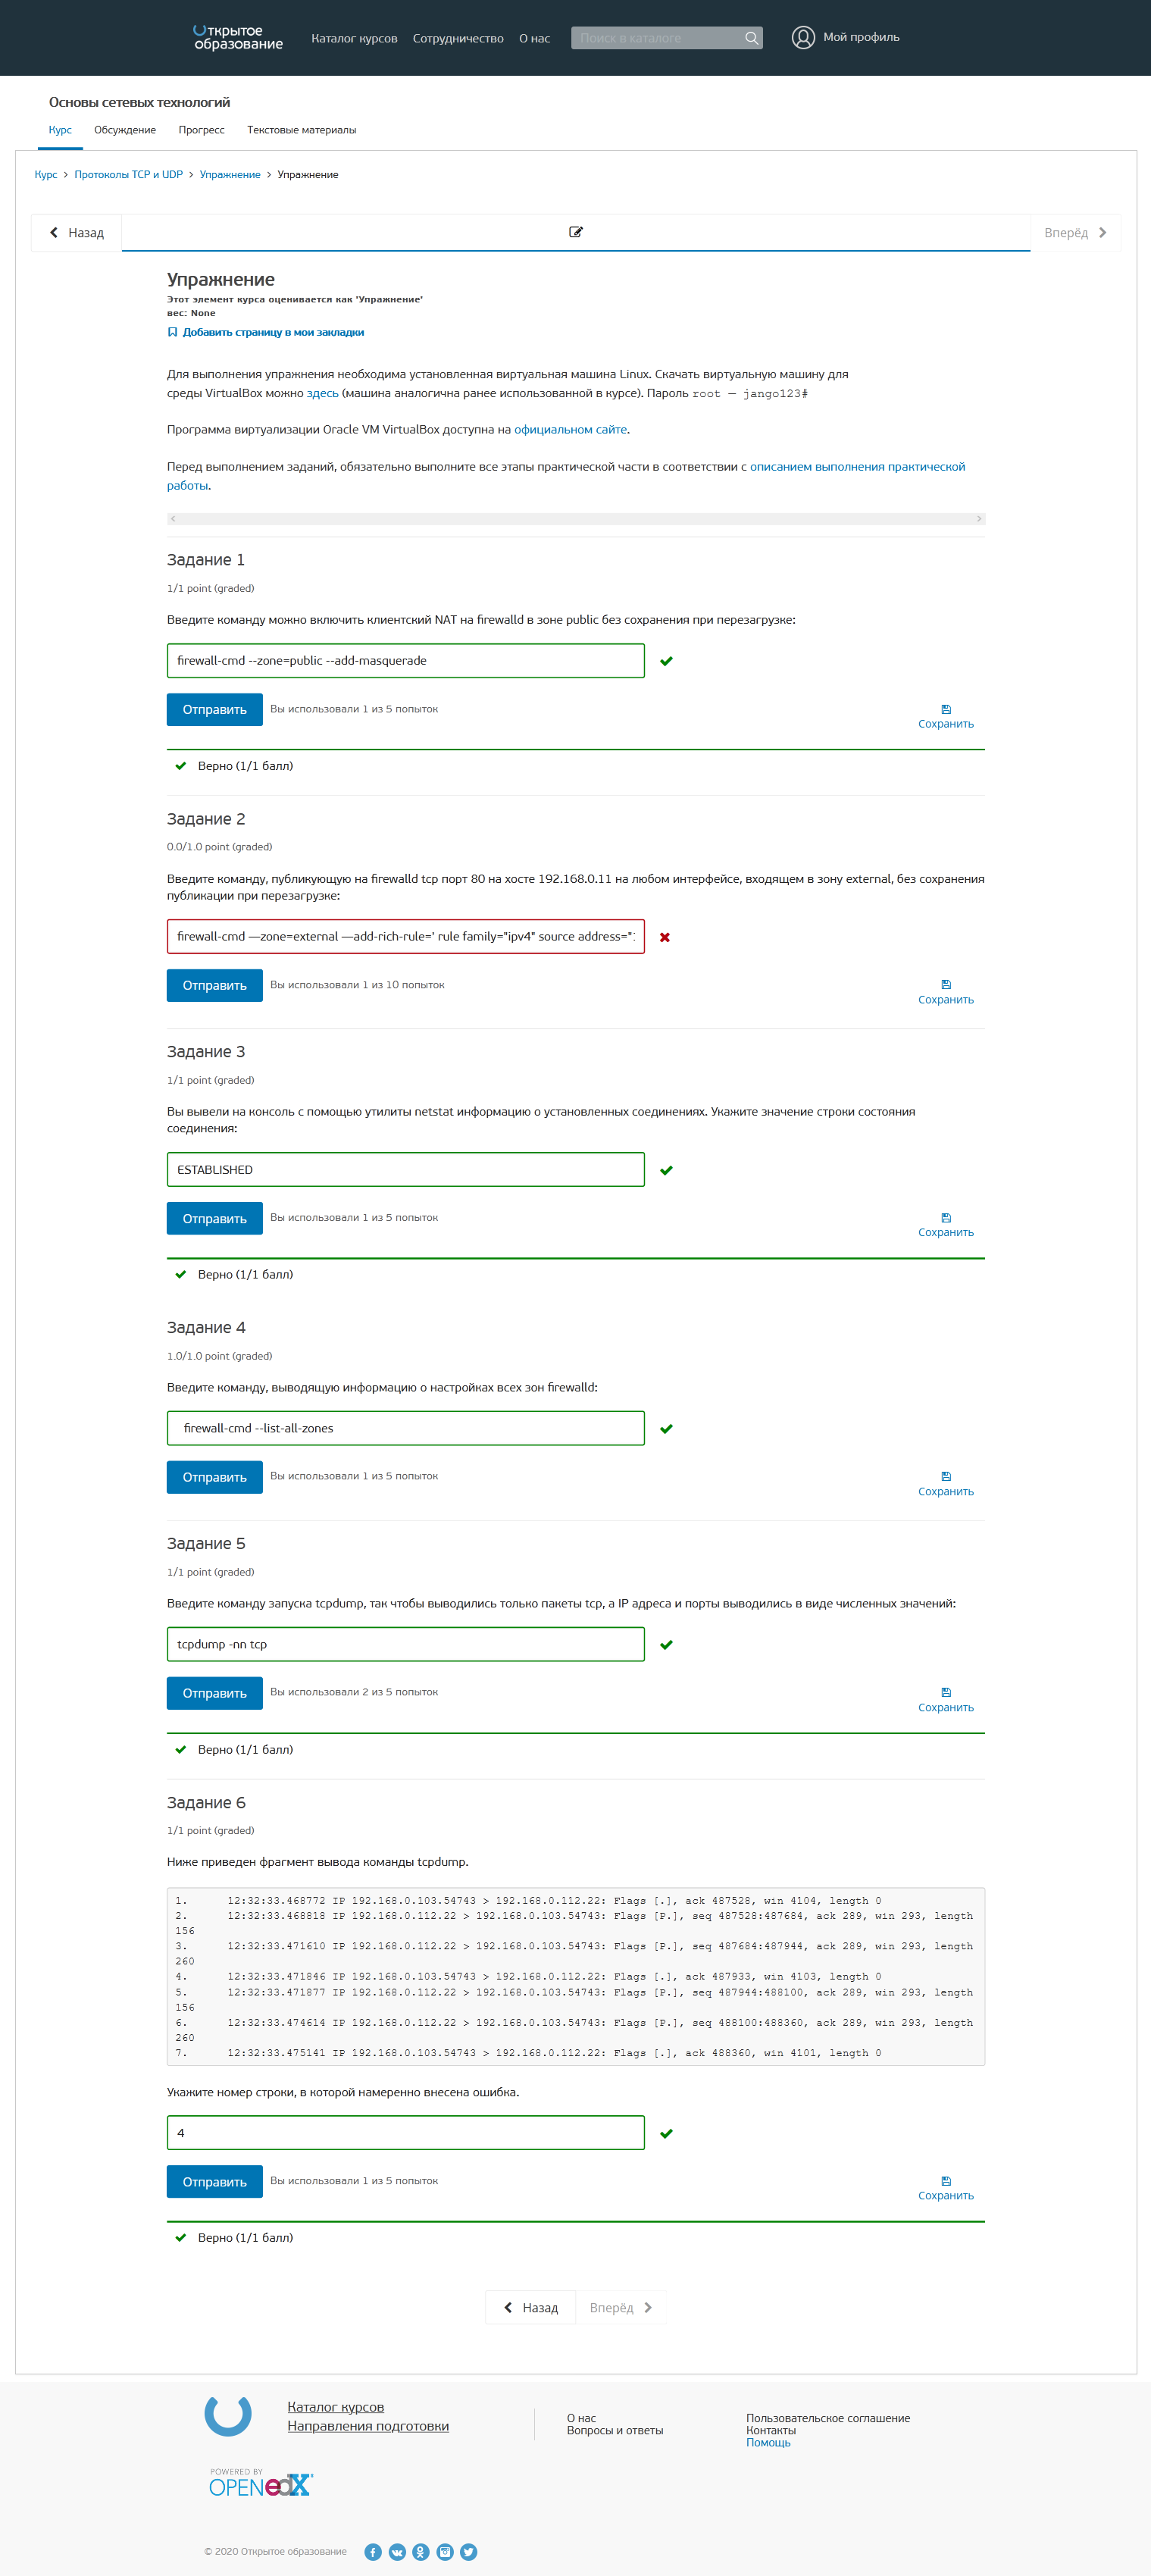 Открытое
образование
Каталог курсов
Сотрудничество
О нас
Поиск в каталоге
Мой профиль
Основы сетевых технологий
Курс
Обсуждение
Прогресс
Текстовые материалы
Курс > Протоколы TCP и UDP > Упражнение > Упражнение
Назад
Вперёд
Упражнение
Этот элемент курса оценивается как 'Упражнение'
вес: None
Добавить страницу в мои закладки
Для выполнения упражнения необходима установленная виртуальная машина Linux. Скачать виртуальную машину для
среды VirtualBox можно здесь (машина аналогична ранее использованной в курсе). Пароль root — jango123#
Программа виртуализации Oracle VM VirtualBox доступна на официальном сайте.
Перед выполнением заданий, обязательно выполните все этапы практической части в соответствии с описанием выполнения практической
работы.
Задание 1
1/1 point (graded)
Введите команду можно включить клиентский NAT на firewalld в зоне public без сохранения при перезагрузке:
firewall-cmd --zone=public --add-masquerade
Отправить
Вы использовали 1 из 5 попыток
Сохранить
Верно (1/1 балл)
Задание 2
0.0/1.0 point (graded)
Введите команду, публикующую на firewalld tcp порт 80 на хосте 192.168.0.11 на любом интерфейсе, входящем в зону external, без сохранения
публикации при перезагрузке:
firewall-cmd —zone=external —add-rich-rule=' rule family="ipv4" source address="
Отправить
Вы использовали 1 из 10 попыток
Сохранить
Задание 3
1/1 point (graded)
Вы вывели на консоль с помощью утилиты netstat информацию о установленных соединениях. Укажите значение строки состояния
соединения:
ESTABLISHED
Отправить
Вы использовали 1 из 5 попыток
Сохранить
Верно (1/1 балл)
Задание 4
1.0/1.0 point (graded)
Введите команду, выводящую информацию о настройках всех зон firewalld:
firewall-cmd --list-all-zones
Отправить
Вы использовали 1 из 5 попыток
Сохранить
Задание 5
1/1 point (graded)
Введите команду запуска tcpdump, так чтобы выводились только пакеты tcp, а IP адреса и порты выводились в виде численных значений:
tcpdump -nn tcp
Отправить
Вы использовали 2 из 5 попыток
Сохранить
Верно (1/1 балл)
Задание 6
1/1 point (graded)
Ниже приведен фрагмент вывода команды tcpdump.
1. 12:32:33.468772 IP 192.168.0.103.54743 > 192.168.0.112.22: Flags [.], ack 487528, win 4104, length 0
2. 12:32:33.468818 IP 192.168.0.112.22 > 192.168.0.103.54743: Flags [P.], seq 487528:487684, ack 289, win 293, length
156
3. 12:32:33.471610 IP 192.168.0.112.22 > 192.168.0.103.54743: Flags [P.], seq 487684:487944, ack 289, win 293, length
260
4. 12:32:33.471846 IP 192.168.0.103.54743 > 192.168.0.112.22: Flags [.], ack 487933, win 4103, length 0
5. 12:32:33.471877 IP 192.168.0.112.22 > 192.168.0.103.54743: Flags [P.], seq 487944:488100, ack 289, win 293, length
156
6. 12:32:33.474614 IP 192.168.0.112.22 > 192.168.0.103.54743: Flags [P.], seq 488100:488360, ack 289, win 293, length
260
7. 12:32:33.475141 IP 192.168.0.103.54743 > 192.168.0.112.22: Flags [.], ack 488360, win 4101, length 0
Укажите номер строки, в которой намеренно внесена ошибка.
4
Отправить
Вы использовали 1 из 5 попыток
Сохранить
Верно (1/1 балл)
Назад
Вперёд
Каталог курсов
Направления подготовки
О нас
Вопросы и ответы
Пользовательское соглашение
Контакты
Помощь
POWERED BY
OPENedX
© 2020 Открытое образование